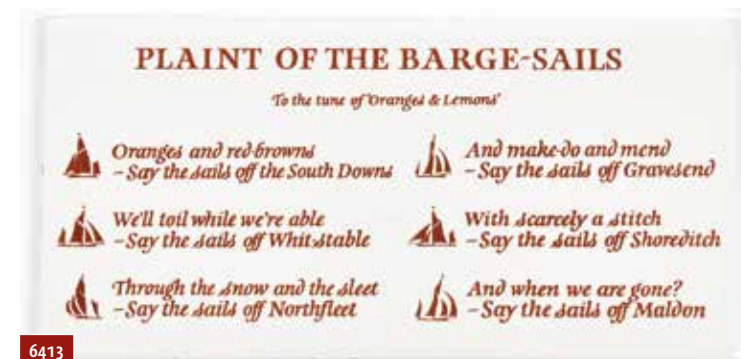 PLAINT OF THE BARGE-SAILS
To the tune of 'Oranges & Lemons'
Oranges and red-browns
– Say the sails off the South Downs
We'll toil while we're able
– Say the sails off Whitstable
Through the snow and the sleet
– Say the sails off Northfleet
And make-do and mend
– Say the sails off Gravesend
With scarcely a stitch
– Say the sails off Shoreditch
And when we are gone?
– Say the sails off Maldon
6413